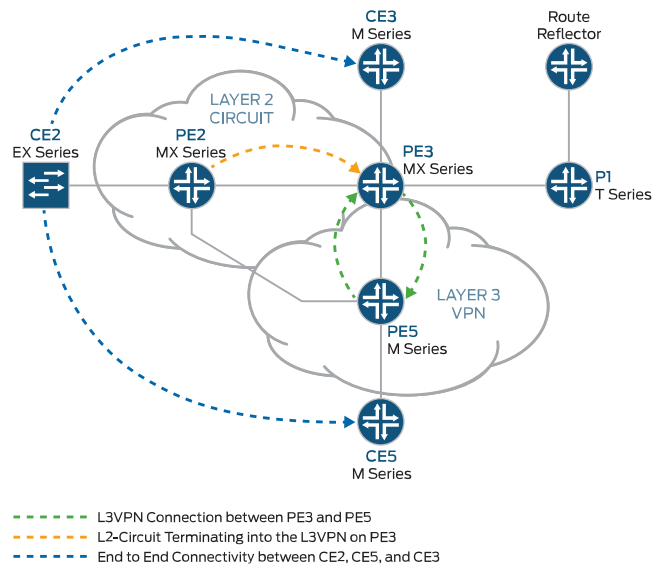 CE3
M Series
Route
Reflector
LAYER 2
CIRCUIT
CE2
EX Series
PE2
MX Series
PE3
MX Series
P1
T Series
LAYER 3
VPN
PE5
M Series
CE5
M Series
L3VPN Connection between PE3 and PE5
L2-Circuit Terminating into the L3VPN on PE3
End to End Connectivity between CE2, CE5, and CE3